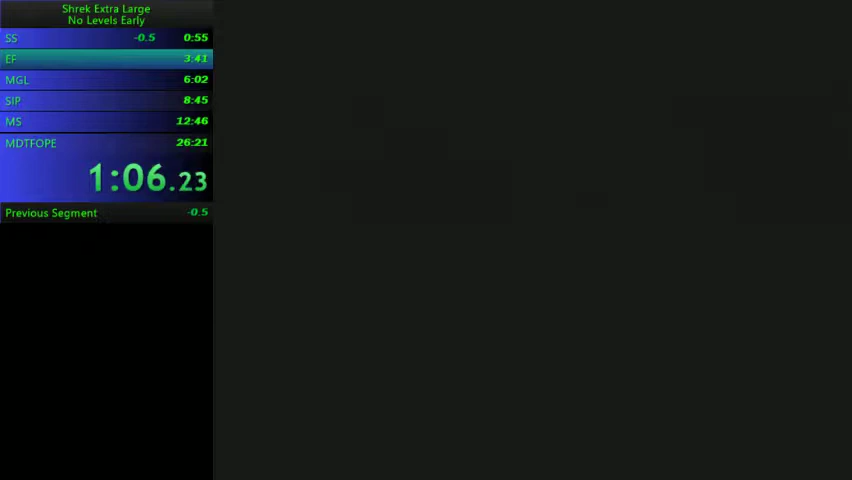 Shrek Extra Large
No Levels Early
SS -0.5 0:55
EF 3:41
MGL 6:02
SIP 8:45
MS 12:46
MDTFOPE 26:21
1:06.23
Previous Segment -0.5